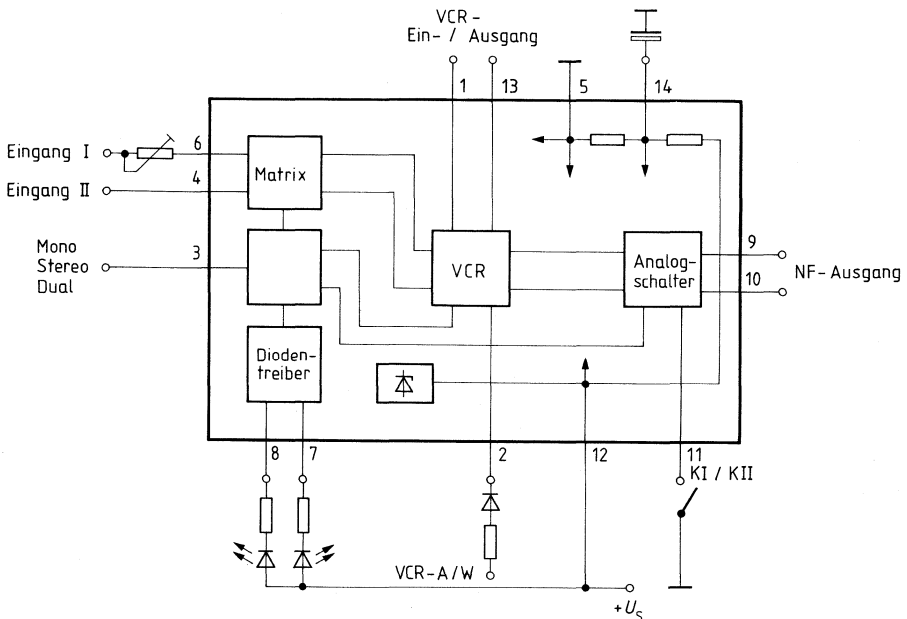 VCR-
Ein- / Ausgang
1
13
5
14
Eingang I
6
Eingang II
4
Matrix
Mono
Stereo
Dual
3
VCR
Analog-
schalter
9
10
NF-Ausgang
Dioden-
treiber
8
7
2
12
11
KI / KII
VCR-A/W
+US